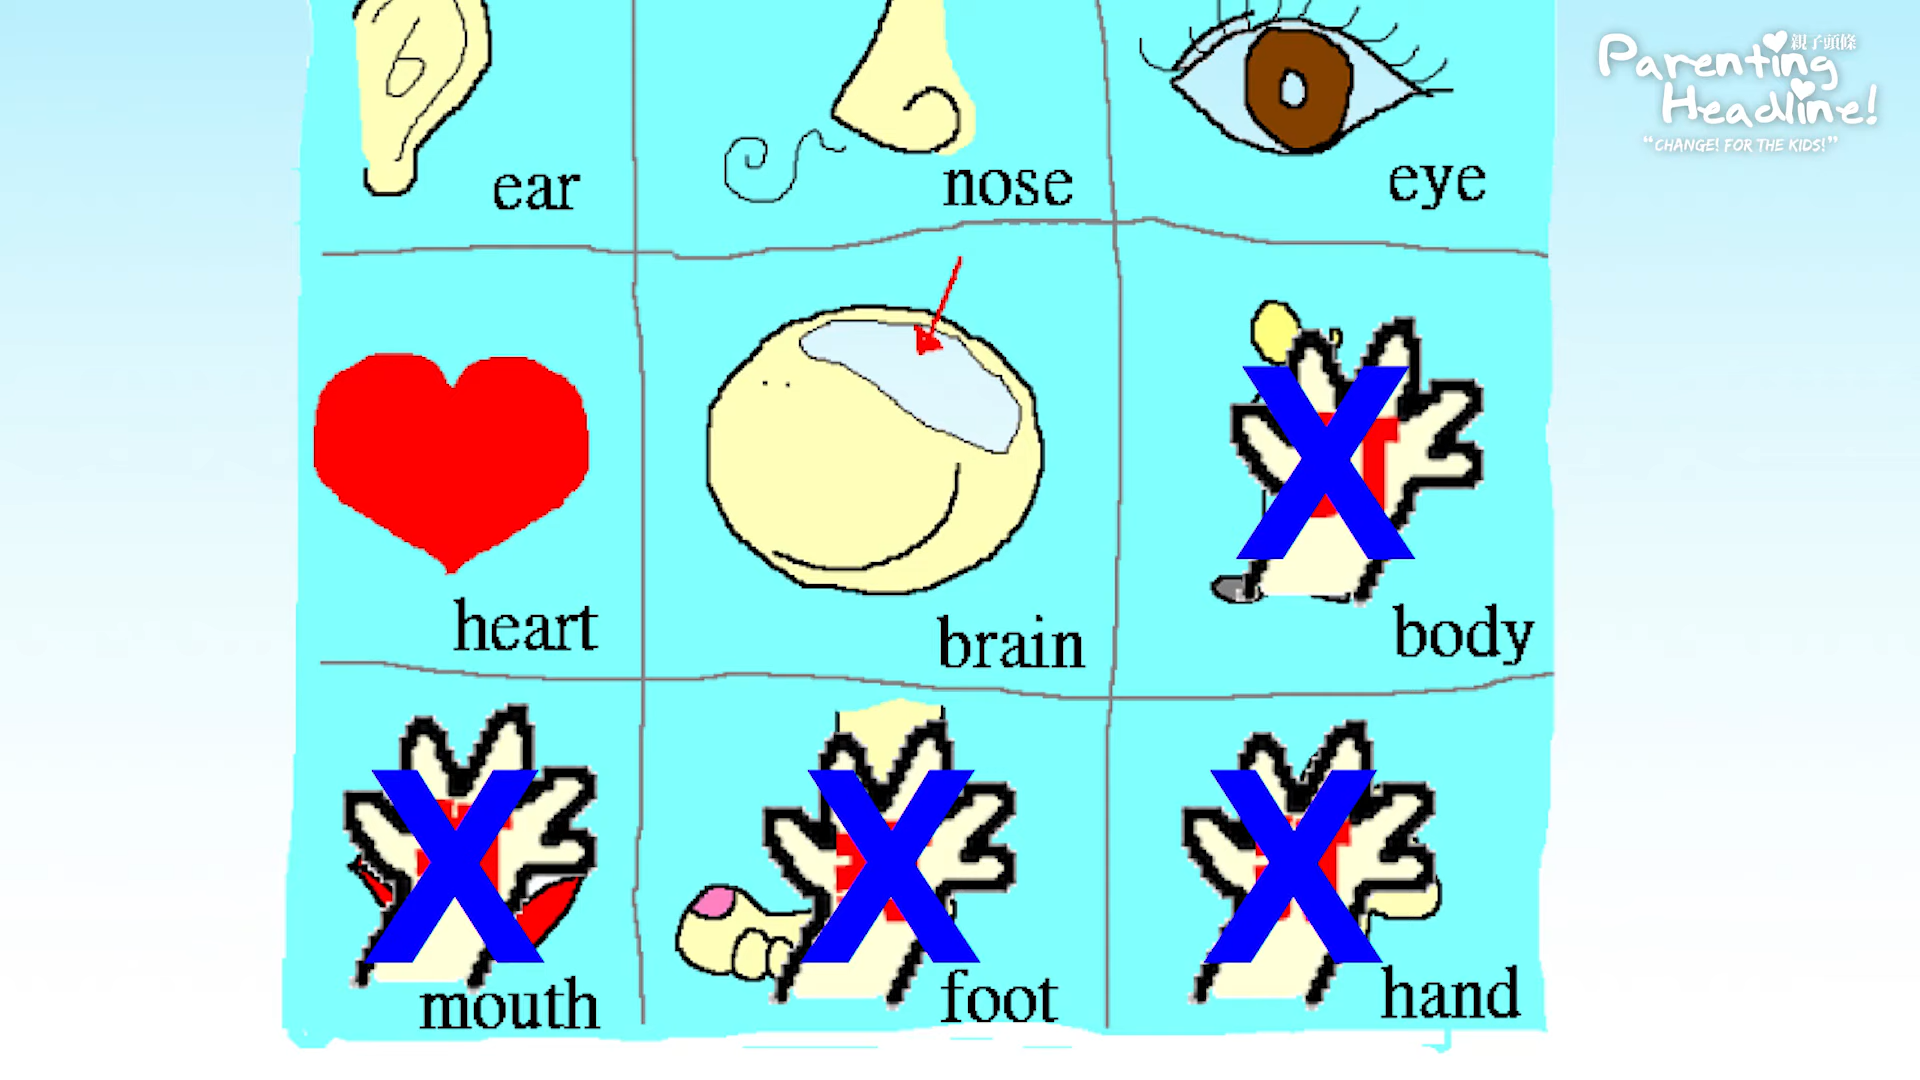 親子頭條
Parenting
Headline!
"CHANGE! FOR THE KIDS!"
ear
nose
eye
heart
brain
body
X
mouth
foot
hand
X
X
X